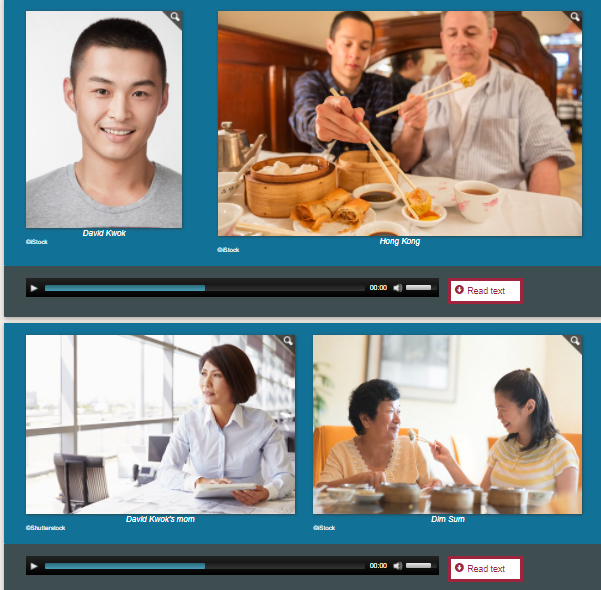 David Kwok
©iStock
Hong Kong
©iStock
00:00
Read text
David Kwok's mom
©Shutterstock
Dim Sum
©iStock
00:00
Read text